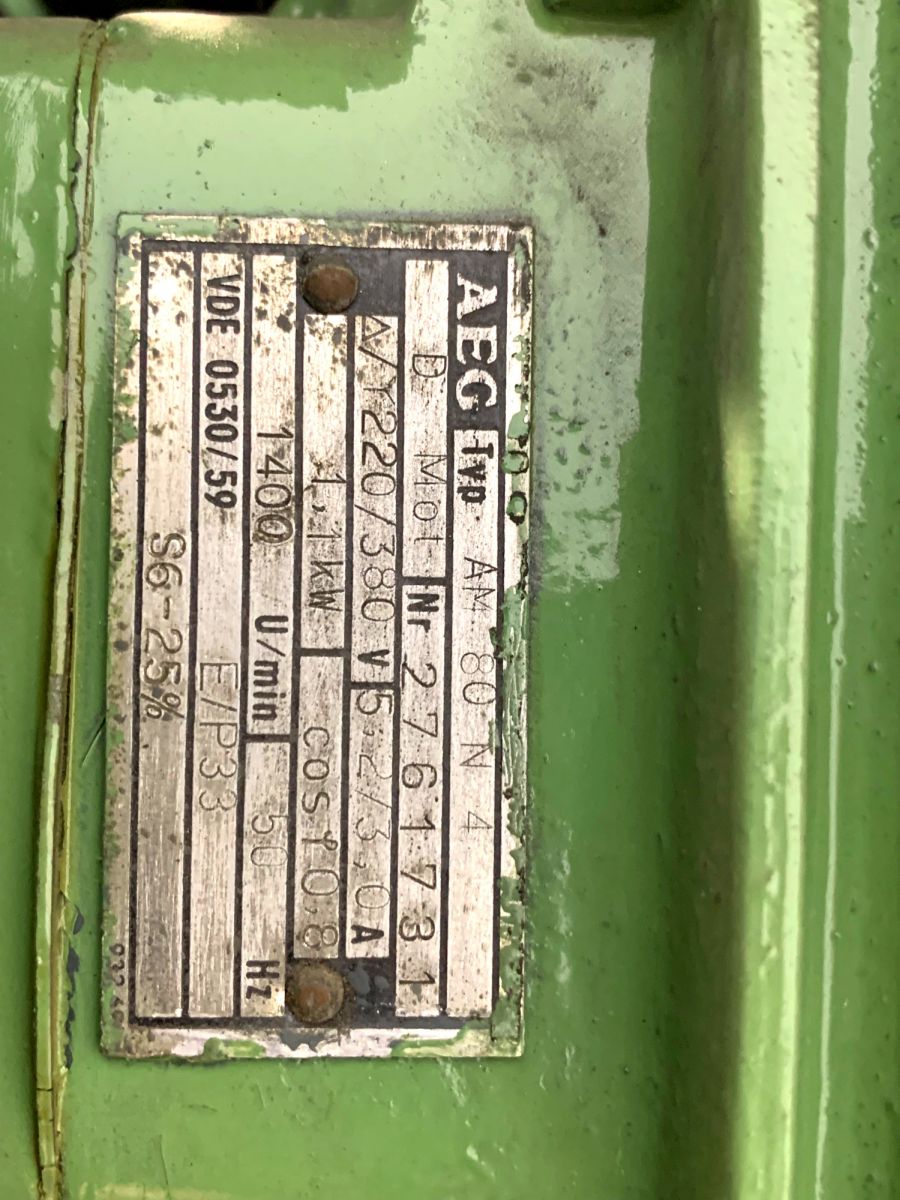 AEG Typ AM 80 N 4
D Mot Nr 2761731
Δ/Y 220/380 V 5.2/3,0 A
1,1 kW cos φ 0.8
1400 U/min 50 Hz
VDE 0530/59 E/P33
S6-25%